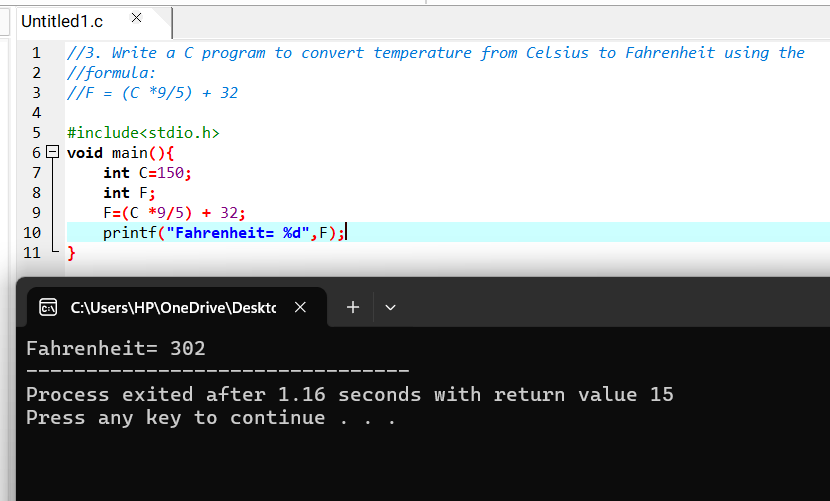 Untitled1.c
1 //3. Write a C program to convert temperature from Celsius to Fahrenheit using the
2 //formula:
3 //F = (C *9/5) + 32
4
5 #include<stdio.h>
6 void main(){
7 int C=150;
8 int F;
9 F=(C *9/5) + 32;
10 printf("Fahrenheit= %d",F);
11 }
C:\Users\HP\OneDrive\Deskto
Fahrenheit= 302
--------------------------------
Process exited after 1.16 seconds with return value 15
Press any key to continue . . .